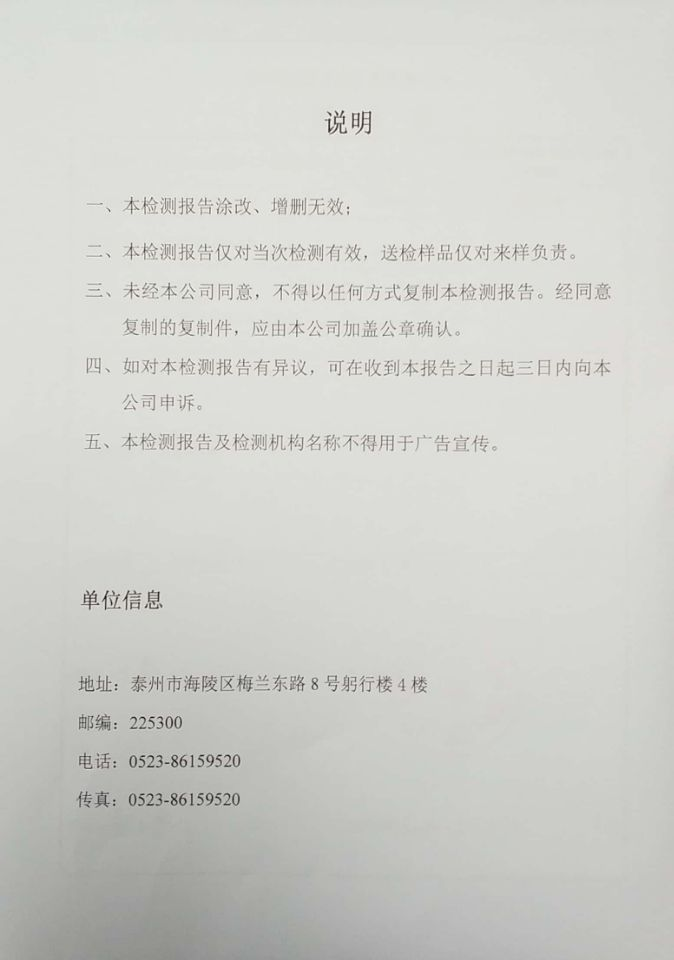 说明
一、本检测报告涂改、增删无效;
二、本检测报告仅对当次检测有效，送检样品仅对来样负责。
三、未经本公司同意，不得以任何方式复制本检测报告。经同意
复制的复制件，应由本公司加盖公章确认。
四、如对本检测报告有异议，可在收到本报告之日起三日内向本
公司申诉。
五、本检测报告及检测机构名称不得用于广告宣传。
单位信息
地址：泰州市海陵区梅兰东路 8 号躬行楼 4 楼
邮编：225300
电话：0523-86159520
传真：0523-86159520